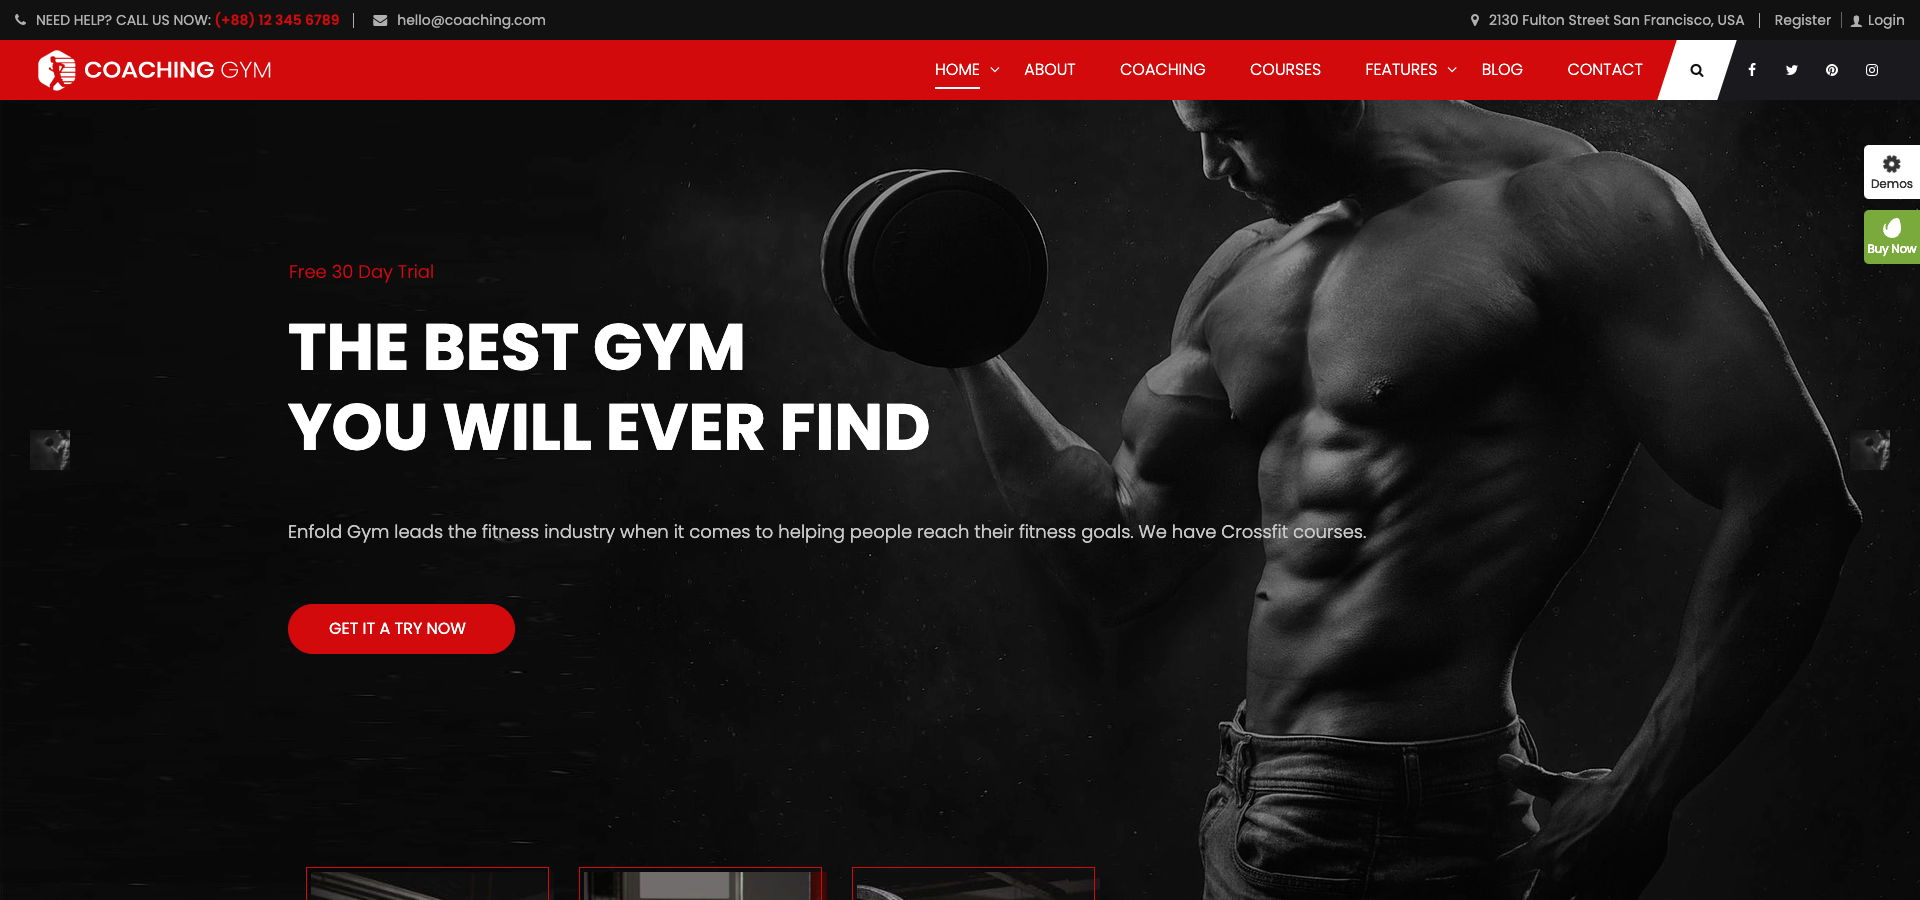 NEED HELP? CALL US NOW: (+88) 12 345 6789
hello@coaching.com
2130 Fulton Street San Francisco, USA
Register
Login
COACHING GYM
HOME
ABOUT
COACHING
COURSES
FEATURES
BLOG
CONTACT
Demos
Buy Now
Free 30 Day Trial
THE BEST GYM
YOU WILL EVER FIND
Enfold Gym leads the fitness industry when it comes to helping people reach their fitness goals. We have Crossfit courses.
GET IT A TRY NOW